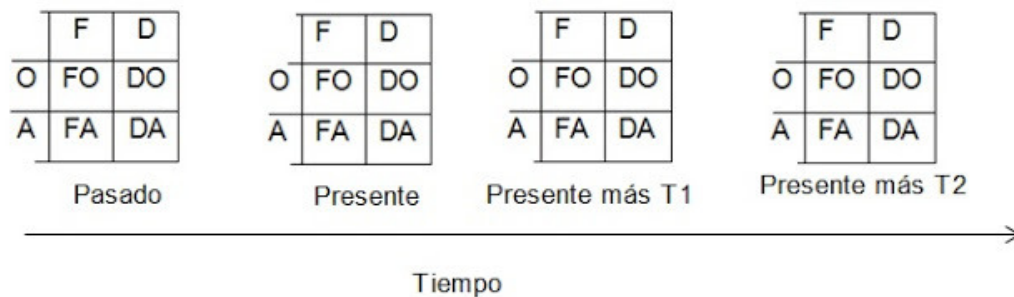 F D F D F D F D
O FO DO O FO DO O FO DO O FO DO
A FA DA A FA DA A FA DA A FA DA
Pasado Presente Presente más T1 Presente más T2
Tiempo